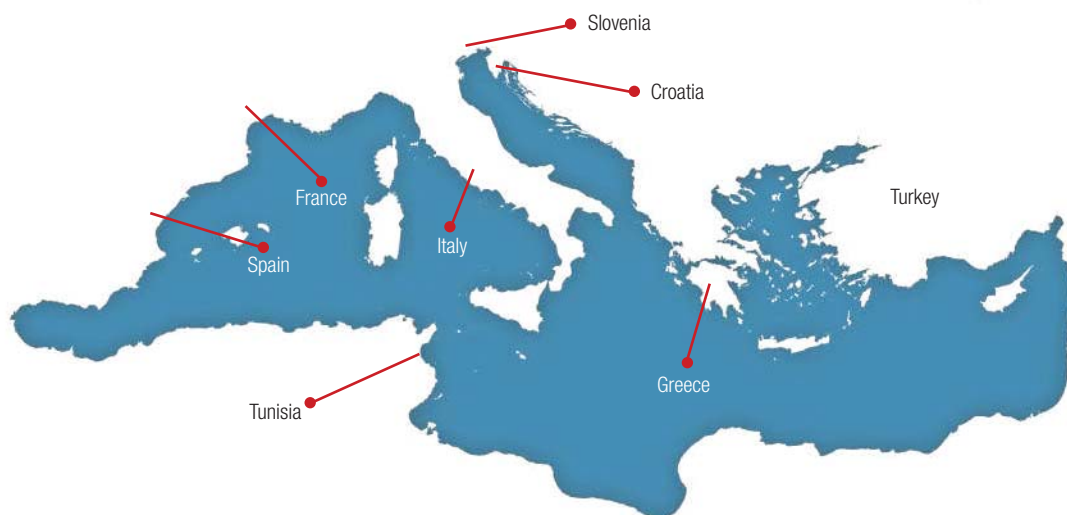 Slovenia
Croatia
France
Turkey
Italy
Spain
Greece
Tunisia